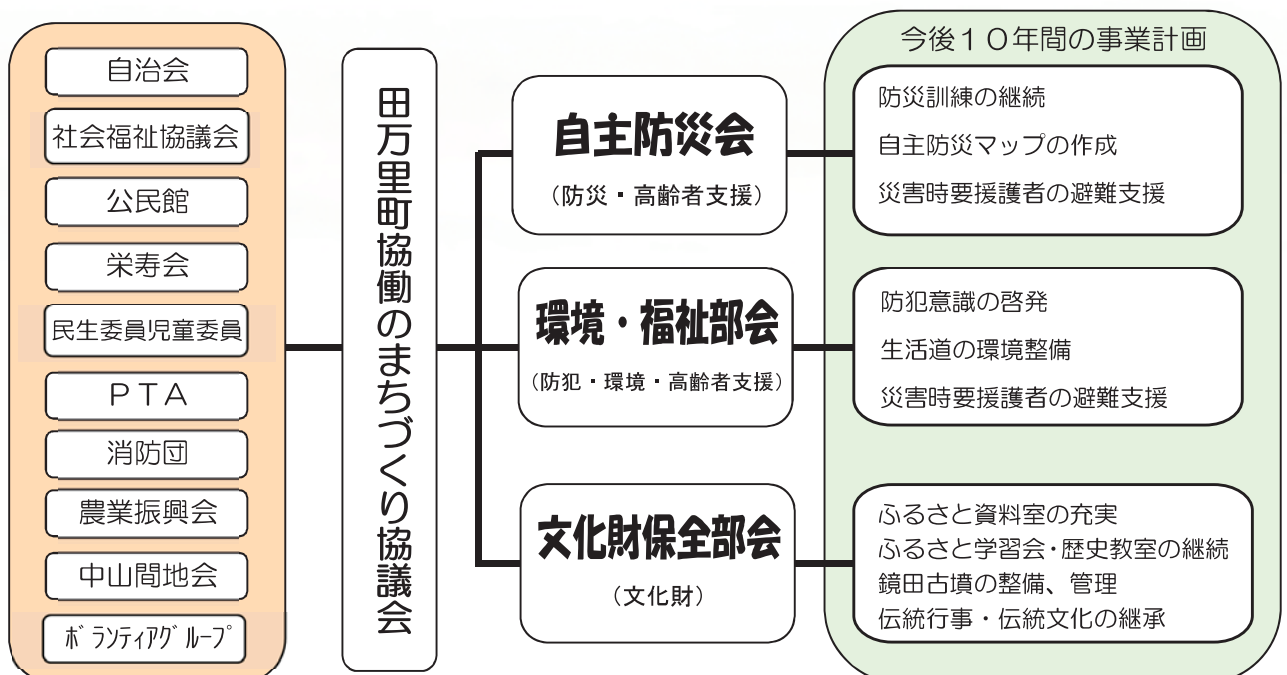 自治会
社会福祉協議会
公民館
栄寿会
民生委員児童委員
ＰＴＡ
消防団
農業振興会
中山間地会
ﾎﾞﾗﾝﾃｨｱｸﾞﾙｰﾌﾟ
田万里町協働のまちづくり協議会
自主防災会
（防災・高齢者支援）
環境・福祉部会
（防犯・環境・高齢者支援）
文化財保全部会
（文化財）
今後１０年間の事業計画
防災訓練の継続
自主防災マップの作成
災害時要援護者の避難支援
防犯意識の啓発
生活道の環境整備
災害時要援護者の避難支援
ふるさと資料室の充実
ふるさと学習会・歴史教室の継続
鏡田古墳の整備、管理
伝統行事・伝統文化の継承